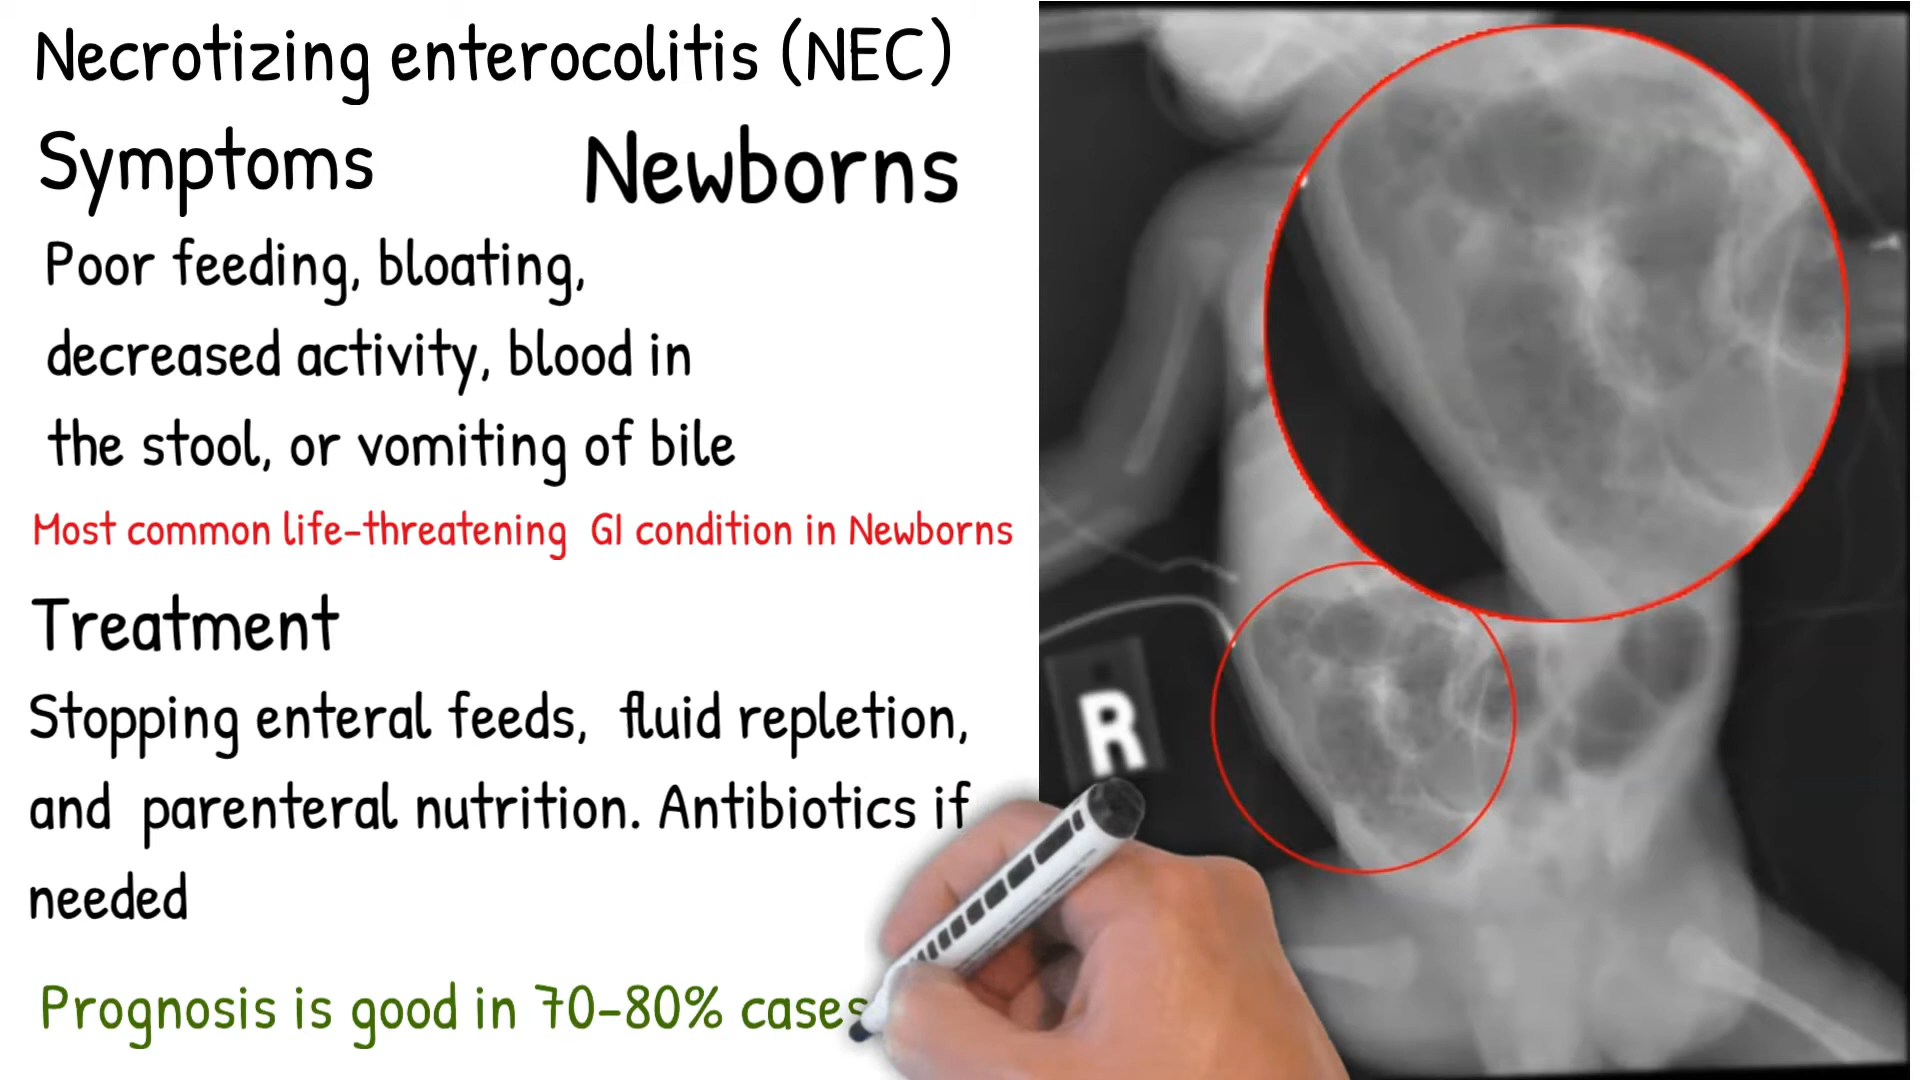 Necrotizing enterocolitis (NEC)
Symptoms
Newborns
Poor feeding, bloating,
decreased activity, blood in
the stool, or vomiting of bile
Most common life-threatening GI condition in Newborns
Treatment
Stopping enteral feeds, fluid repletion,
and parenteral nutrition. Antibiotics if
needed
Prognosis is good in 70-80% cases
R